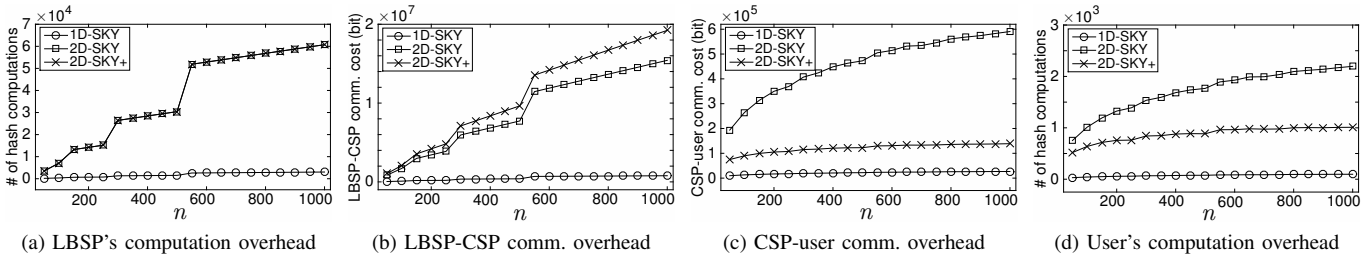 ×10⁴
# of hash computations
7
6
5
4
3
2
1
0
1D-SKY
2D-SKY
2D-SKY+
200 400 600 800 1000
n
(a) LBSP's computation overhead
×10⁷
LBSP-CSP comm. cost (bit)
2
1
0
1D-SKY
2D-SKY
2D-SKY+
200 400 600 800 1000
n
(b) LBSP-CSP comm. overhead
×10⁵
CSP-user comm. cost (bit)
6
5
4
3
2
1
0
1D-SKY
2D-SKY
2D-SKY+
200 400 600 800 1000
n
(c) CSP-user comm. overhead
×10³
# of hash computations
3
2
1
0
1D-SKY
2D-SKY
2D-SKY+
200 400 600 800 1000
n
(d) User's computation overhead